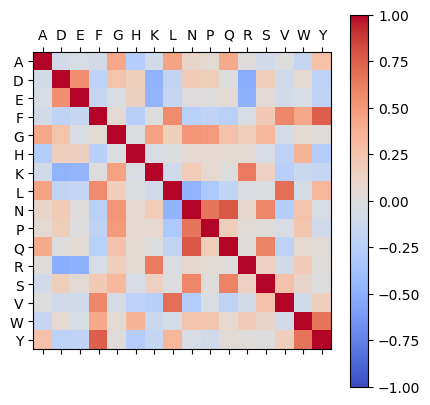 A D E F G H K L N P Q R S V W Y
A
D
E
F
G
H
K
L
N
P
Q
R
S
V
W
Y
1.00
0.75
0.50
0.25
0.00
−0.25
−0.50
−0.75
−1.00